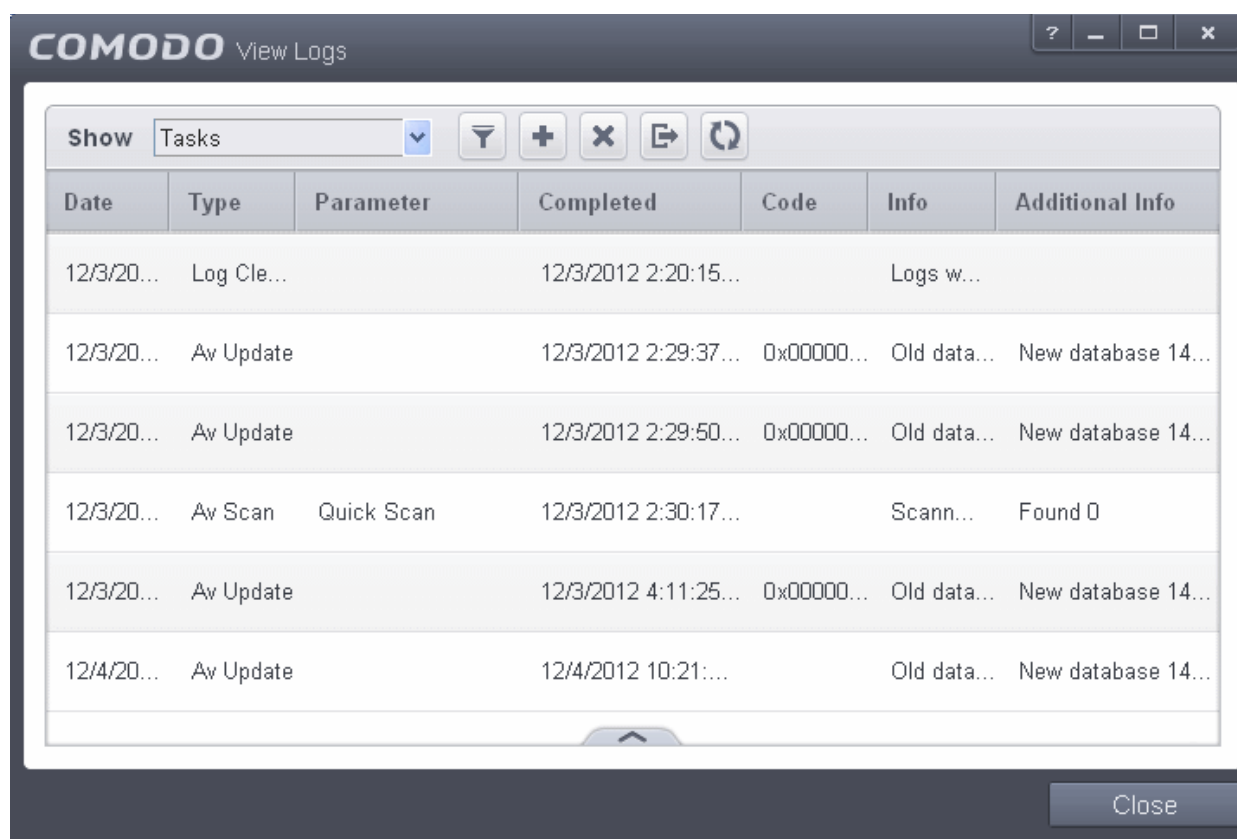 COMODO View Logs
?
Show Tasks
Date Type Parameter Completed Code Info Additional Info
12/3/20... Log Cle... 12/3/2012 2:20:15... Logs w...
12/3/20... Av Update 12/3/2012 2:29:37... 0x00000... Old data... New database 14...
12/3/20... Av Update 12/3/2012 2:29:50... 0x00000... Old data... New database 14...
12/3/20... Av Scan Quick Scan 12/3/2012 2:30:17... Scann... Found 0
12/3/20... Av Update 12/3/2012 4:11:25... 0x00000... Old data... New database 14...
12/4/20... Av Update 12/4/2012 10:21:... Old data... New database 14...
Close